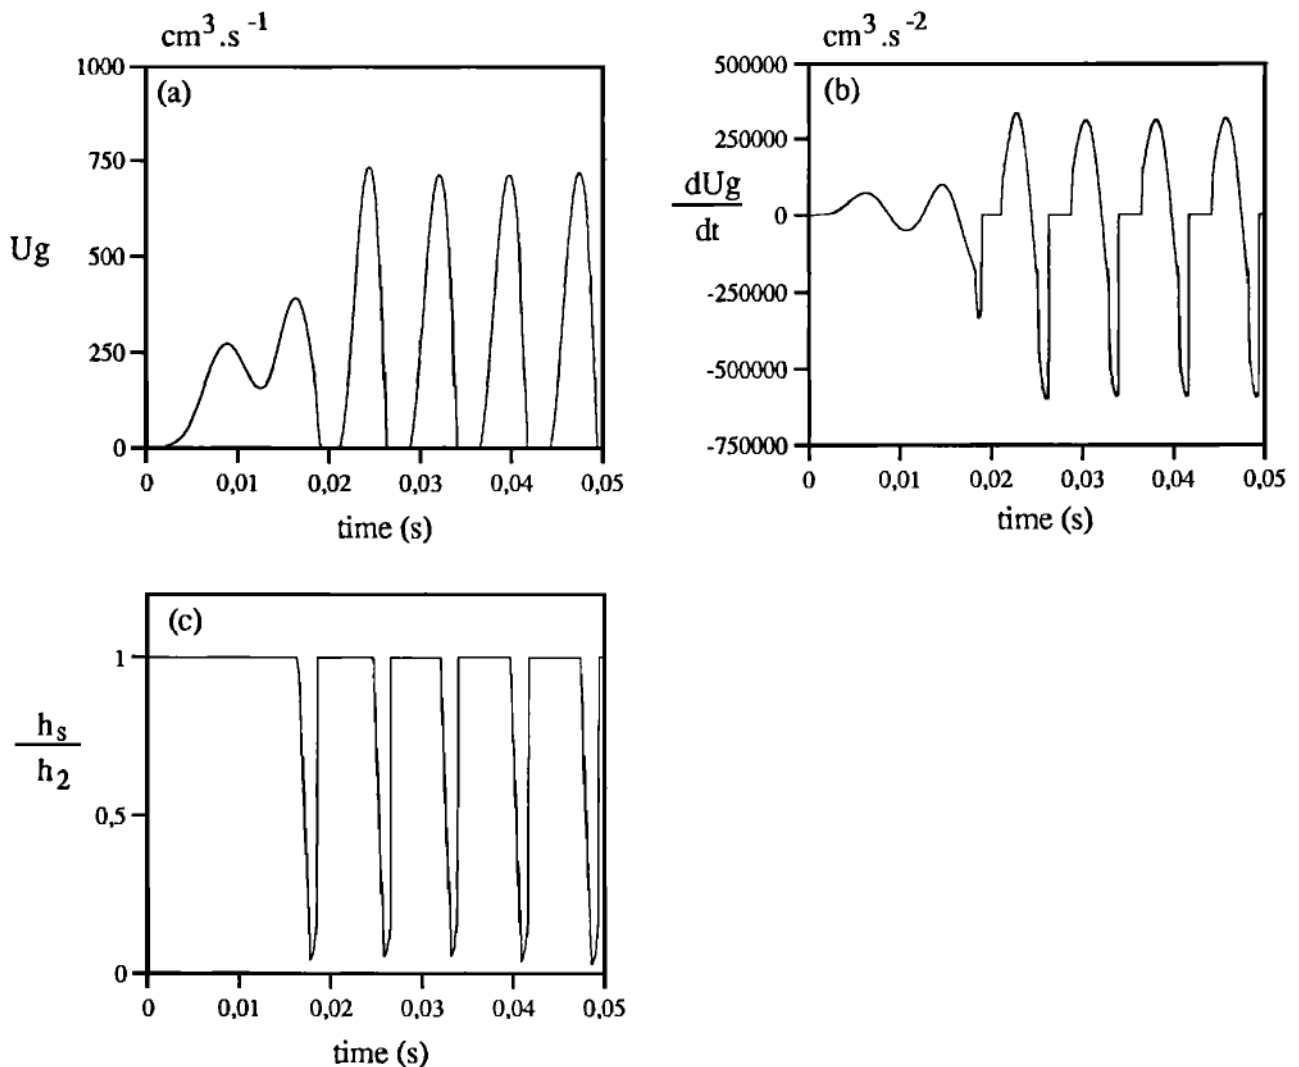 cm³.s⁻¹
1000
(a)
750
Ug
500
250
0
0 0,01 0,02 0,03 0,04 0,05
time (s)
cm³.s⁻²
500000
(b)
250000
dUg
dt
0
-250000
-500000
-750000
0 0,01 0,02 0,03 0,04 0,05
time (s)
(c)
1
hs
h2
0,5
0
0 0,01 0,02 0,03 0,04 0,05
time (s)